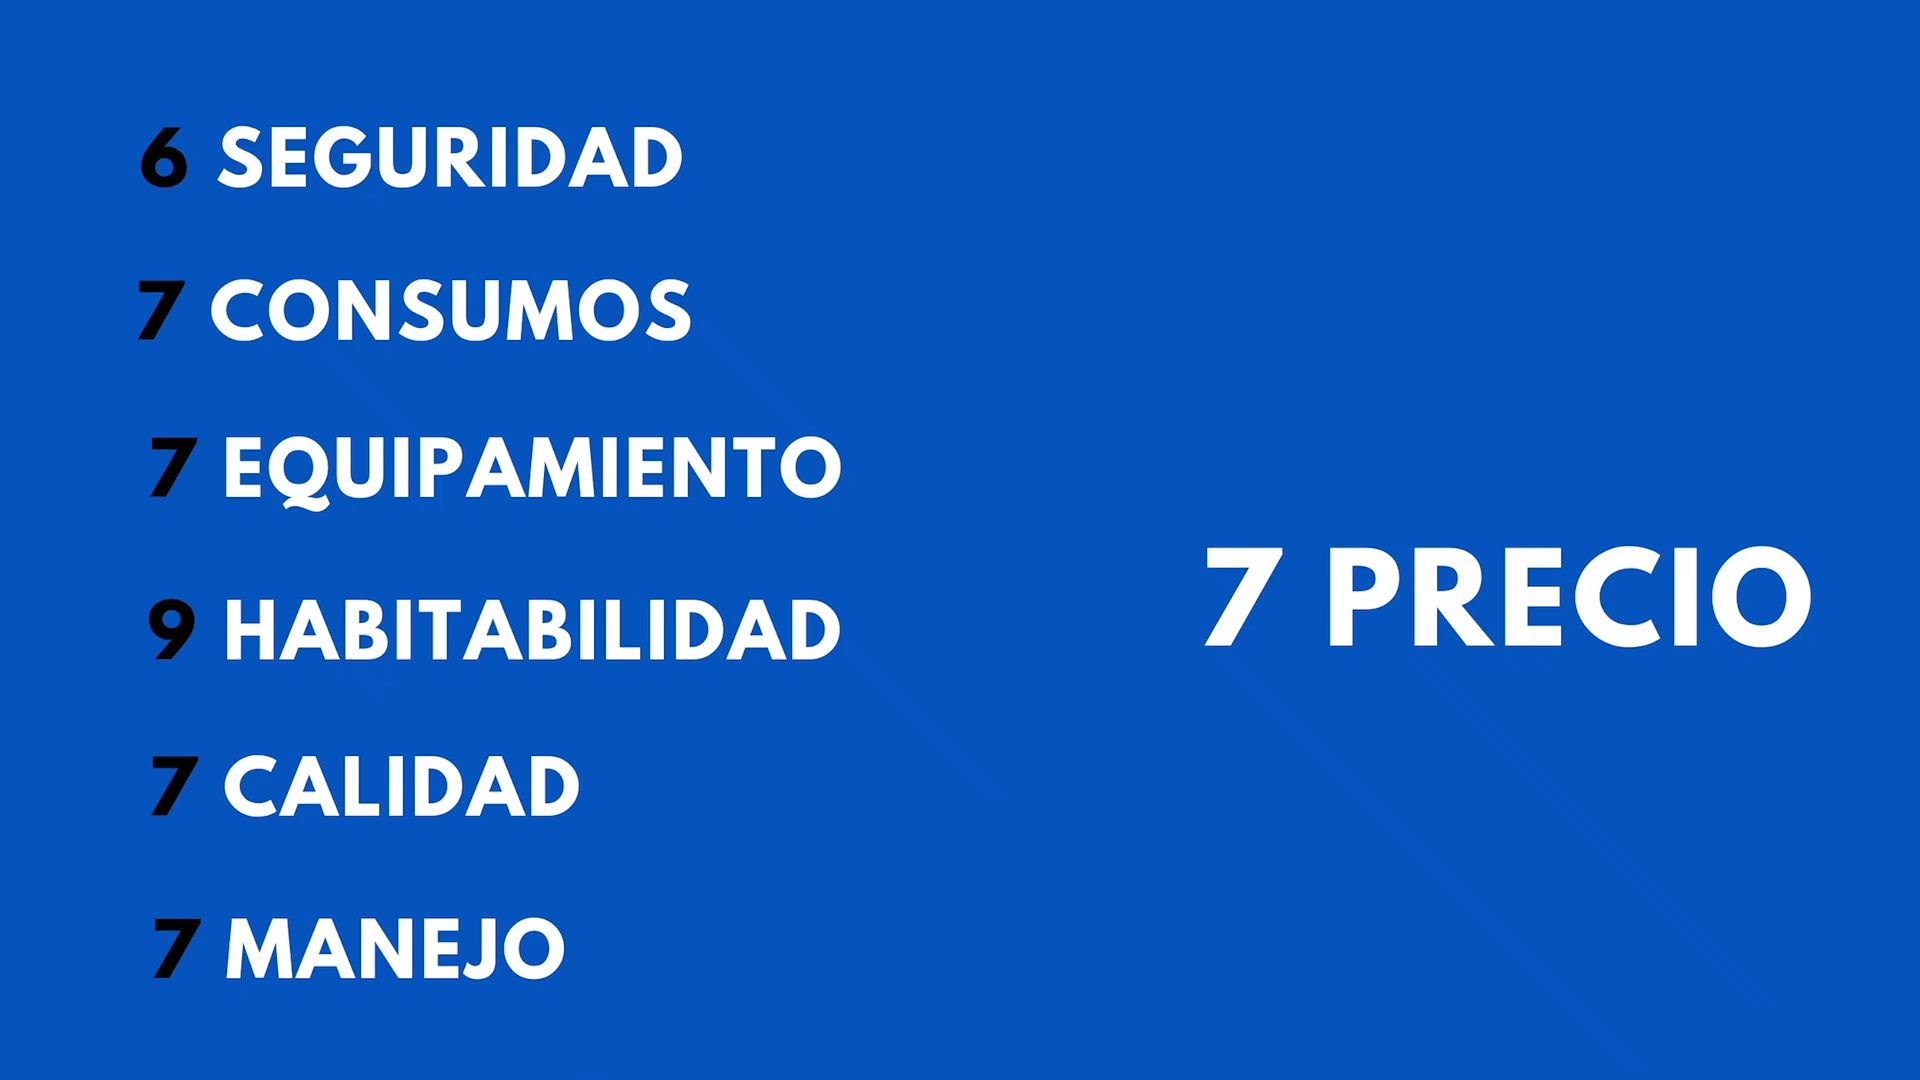 6 SEGURIDAD
7 CONSUMOS
7 EQUIPAMIENTO
9 HABITABILIDAD
7 CALIDAD
7 MANEJO
7 PRECIO